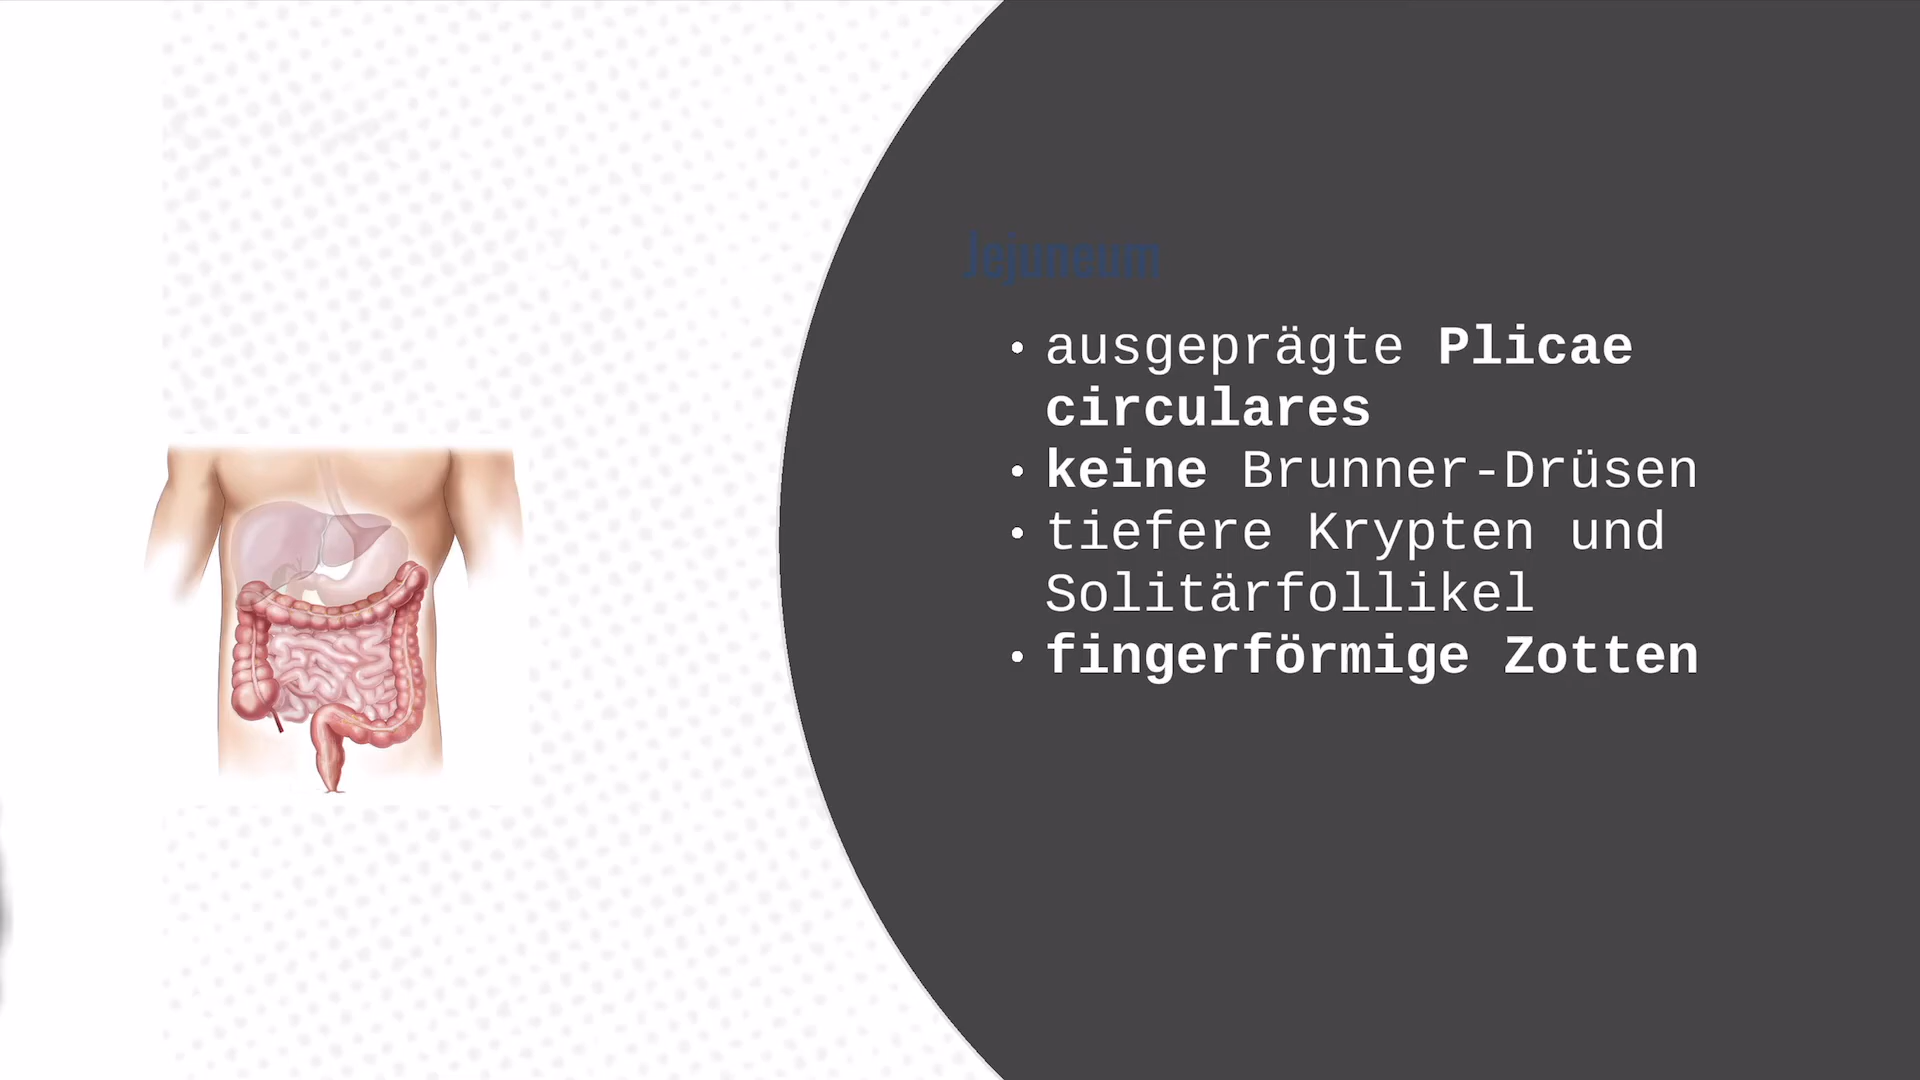 Jejuneum
• ausgeprägte Plicae
circulares
• keine Brunner-Drüsen
• tiefere Krypten und
Solitärfollikel
• fingerförmige Zotten